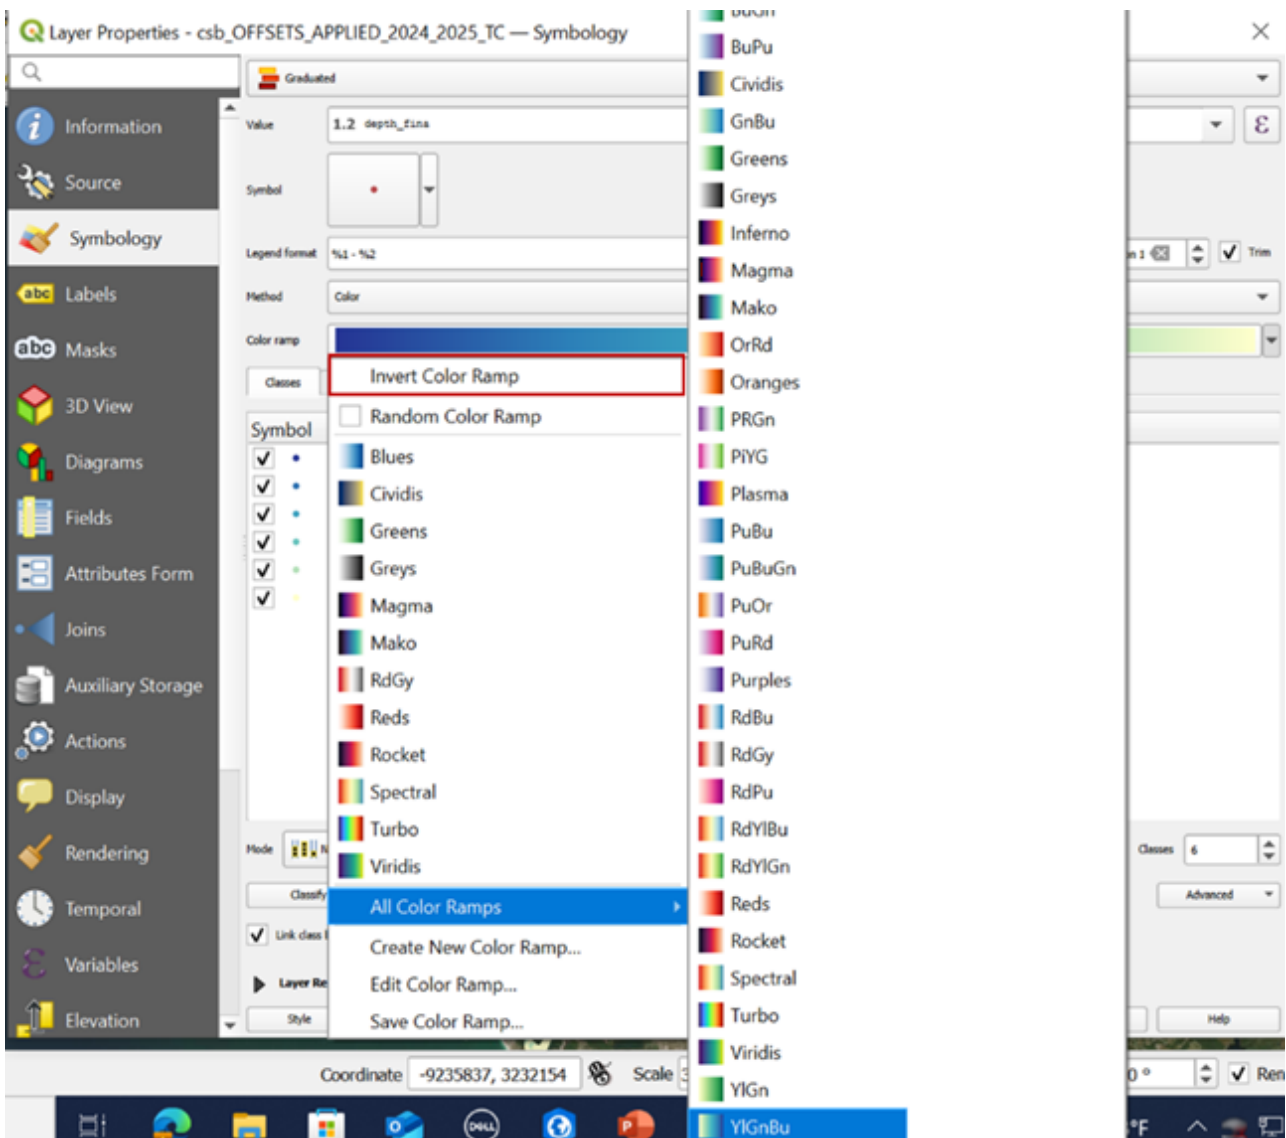 Layer Properties - csb_OFFSETS_APPLIED_2024_2025_TC — Symbology
Graduated
Information
Source
Symbology
Labels
Masks
3D View
Diagrams
Fields
Attributes Form
Joins
Auxiliary Storage
Actions
Display
Rendering
Temporal
Variables
Elevation
Value
1.2 depth_fina
ε
Symbol
Legend format
%1 - %2
Trim
Method
Color
Color ramp
Classes
Symbol
Invert Color Ramp
Random Color Ramp
Blues
Cividis
Greens
Greys
Magma
Mako
RdGy
Reds
Rocket
Spectral
Turbo
Viridis
All Color Ramps
Create New Color Ramp...
Edit Color Ramp...
Save Color Ramp...
BuGn
BuPu
Cividis
GnBu
Greens
Greys
Inferno
Magma
Mako
OrRd
Oranges
PRGn
PiYG
Plasma
PuBu
PuBuGn
PuOr
PuRd
Purples
RdBu
RdGy
RdPu
RdYlBu
RdYlGn
Reds
Rocket
Spectral
Turbo
Viridis
YlGn
YlGnBu
Mode
Classes 6
Classify
Advanced
Link class
Layer Re
Style
Help
Coordinate -9235837, 3232154
Scale
0 °
Ren
abc
abc
DELL
°F